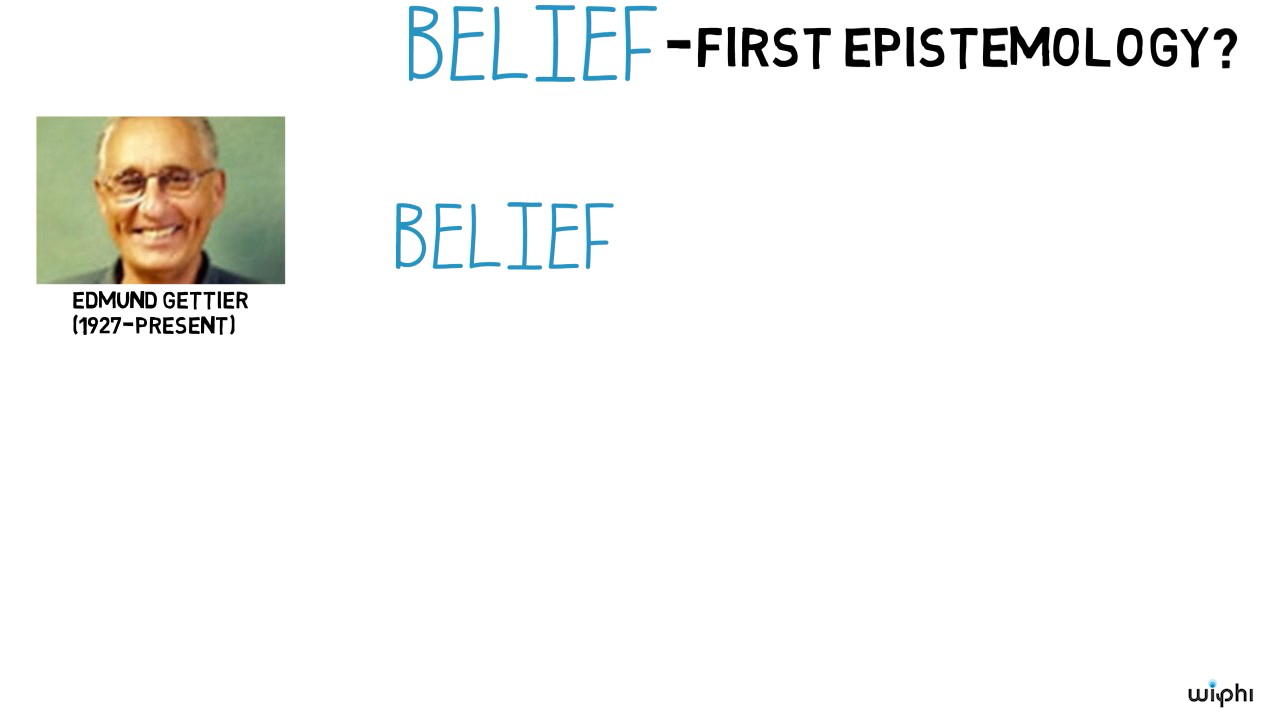 BELIEF -FIRST EPISTEMOLOGY?
BELIEF
EDMUND GETTIER
(1927-PRESENT)
wiphi